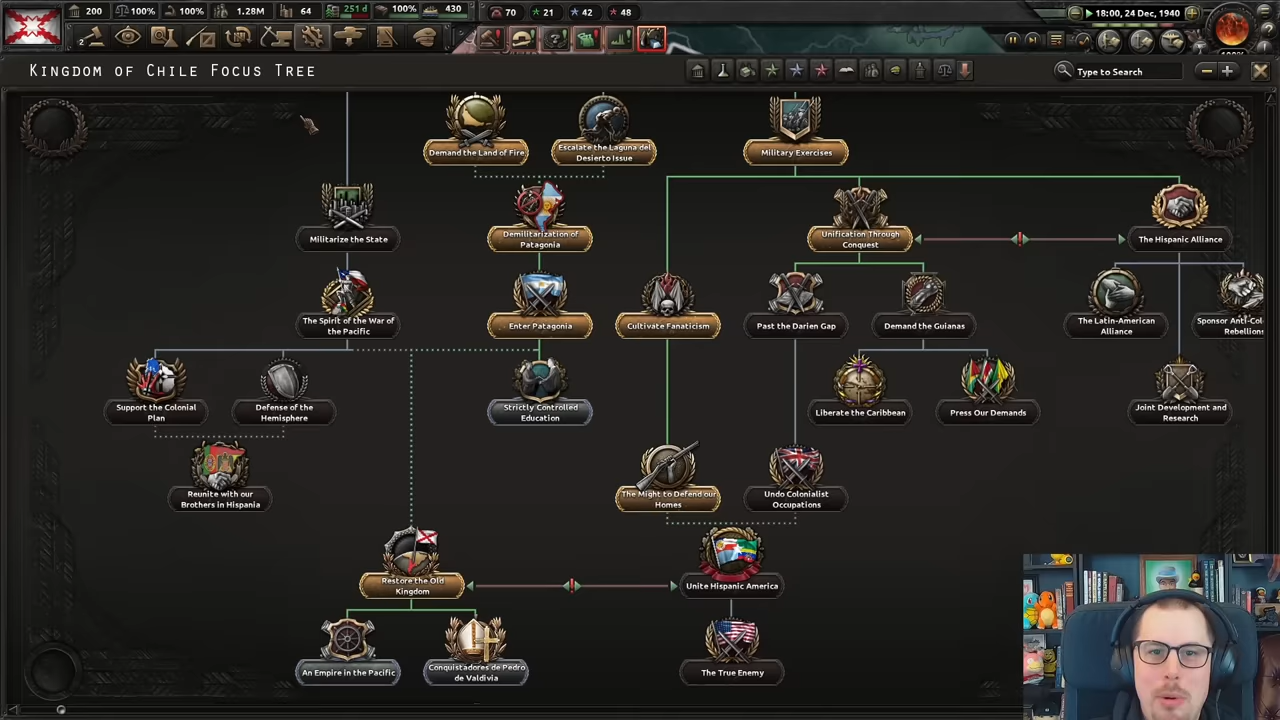 200 100% 100% 1.28M 64 251 d 100% 430 70 21 42 48 18:00, 24 Dec, 1940
2
100%
Kingdom of Chile Focus Tree
Type to Search
Demand the Land of Fire
Escalate the Laguna del
Desierto Issue
Military Exercises
Militarize the State
Demilitarization of
Patagonia
Unification Through
Conquest
The Hispanic Alliance
The Spirit of the War of
the Pacific
Enter Patagonia
Cultivate Fanaticism
Past the Darien Gap
Demand the Guianas
The Latin-American
Alliance
Sponsor Anti-Col
Rebellions
Support the Colonial
Plan
Defense of the
Hemisphere
Strictly Controlled
Education
Liberate the Caribbean
Press Our Demands
Joint Development and
Research
Reunite with our
Brothers in Hispania
The Might to Defend our
Homes
Undo Colonialist
Occupations
Restore the Old
Kingdom
Unite Hispanic America
An Empire in the Pacific
Conquistadores de Pedro
de Valdivia
The True Enemy